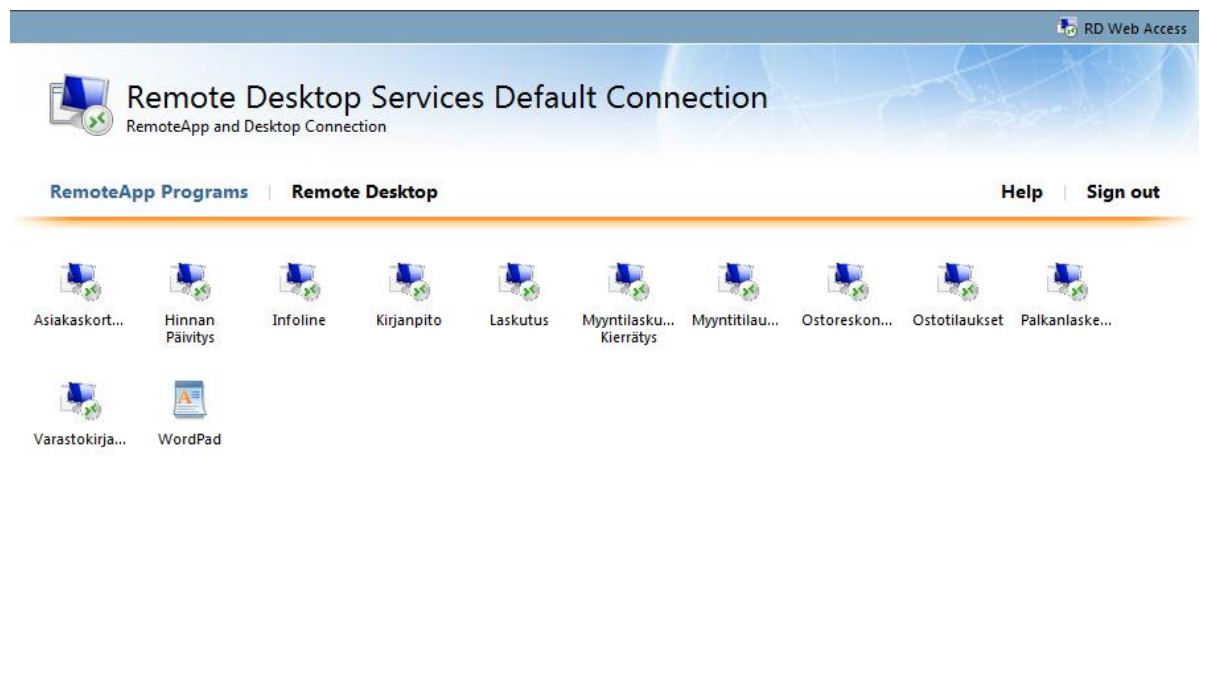 RD Web Access
Remote Desktop Services Default Connection
RemoteApp and Desktop Connection
RemoteApp Programs | Remote Desktop
Help | Sign out
Asiakaskort...
Hinnan
Päivitys
Infoline
Kirjanpito
Laskutus
Myyntilasku...
Kierrätys
Myyntitilau...
Ostoreskon...
Ostotilaukset
Palkanlaske...
Varastokirja...
WordPad